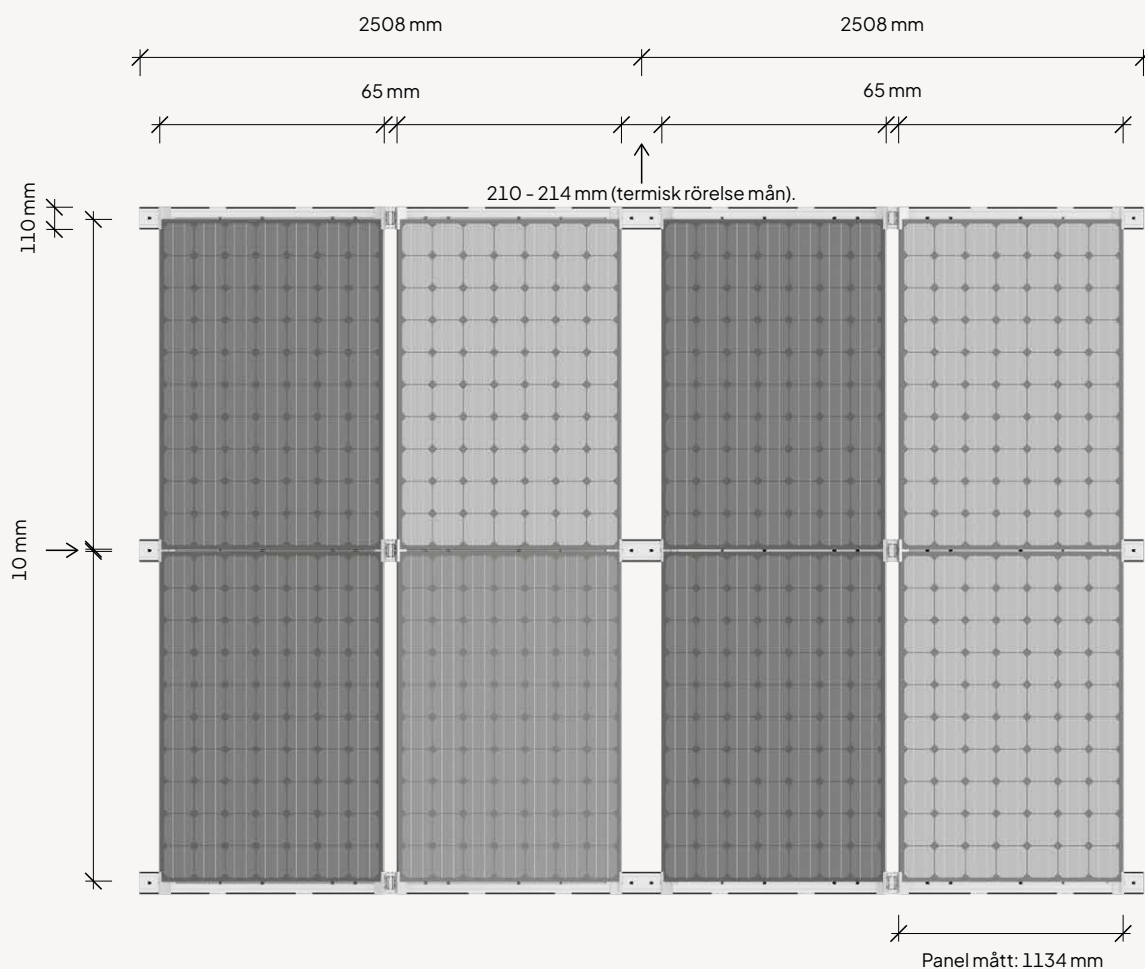 2508 mm
2508 mm
65 mm
65 mm
210 - 214 mm (termisk rörelse mån).
110 mm
10 mm
Panel mått: 1134 mm